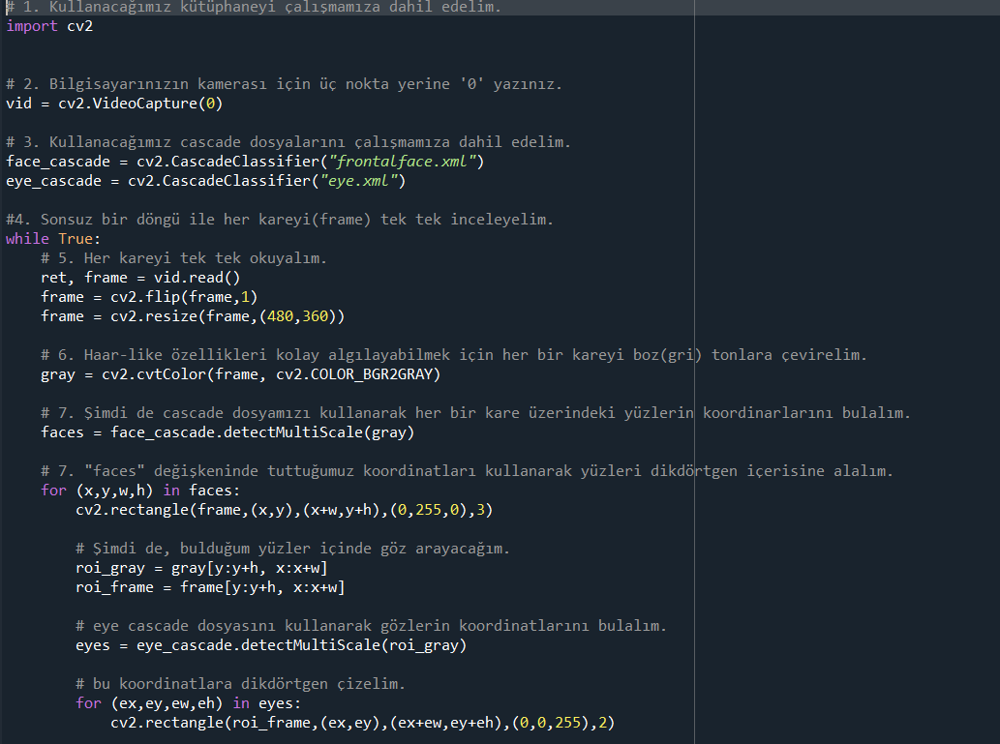 # 1. Kullanacağımız kütüphaneyi çalışmamıza dahil edelim.
import cv2
# 2. Bilgisayarınızın kamerası için üç nokta yerine '0' yazınız.
vid = cv2.VideoCapture(0)
# 3. Kullanacağımız cascade dosyalarını çalışmamıza dahil edelim.
face_cascade = cv2.CascadeClassifier("frontalface.xml")
eye_cascade = cv2.CascadeClassifier("eye.xml")
#4. Sonsuz bir döngü ile her kareyi(frame) tek tek inceleyelim.
while True:
    # 5. Her kareyi tek tek okuyalım.
    ret, frame = vid.read()
    frame = cv2.flip(frame,1)
    frame = cv2.resize(frame,(480,360))
    # 6. Haar-like özellikleri kolay algılayabilmek için her bir kareyi boz(gri) tonlara çevirelim.
    gray = cv2.cvtColor(frame, cv2.COLOR_BGR2GRAY)
    # 7. Şimdi de cascade dosyamızı kullanarak her bir kare üzerindeki yüzlerin koordinarlarını bulalım.
    faces = face_cascade.detectMultiScale(gray)
    # 7. "faces" değişkeninde tuttuğumuz koordinatları kullanarak yüzleri dikdörtgen içerisine alalım.
    for (x,y,w,h) in faces:
        cv2.rectangle(frame,(x,y),(x+w,y+h),(0,255,0),3)
        # Şimdi de, bulduğum yüzler içinde göz arayacağım.
        roi_gray = gray[y:y+h, x:x+w]
        roi_frame = frame[y:y+h, x:x+w]
        # eye cascade dosyasını kullanarak gözlerin koordinatlarını bulalım.
        eyes = eye_cascade.detectMultiScale(roi_gray)
        # bu koordinatlara dikdörtgen çizelim.
        for (ex,ey,ew,eh) in eyes:
            cv2.rectangle(roi_frame,(ex,ey),(ex+ew,ey+eh),(0,0,255),2)